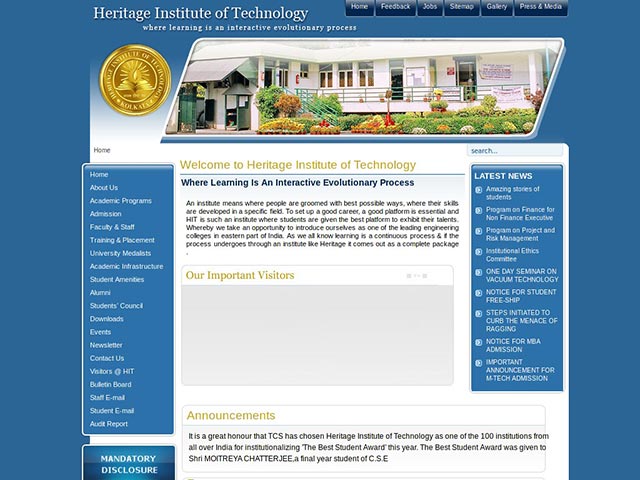 Heritage Institute of Technology
where learning is an interactive evolutionary process
Home
Feedback
Jobs
Sitemap
Gallery
Press & Media
KOLKATA
Home
search...
Home
About Us
Academic Programs
Admission
Faculty & Staff
Training & Placement
University Medalists
Academic Infrastructure
Student Amenities
Alumni
Students' Council
Downloads
Events
Newsletter
Contact Us
Visitors @ HIT
Bulletin Board
Staff E-mail
Student E-mail
Audit Report
MANDATORY
DISCLOSURE
Welcome to Heritage Institute of Technology
Where Learning Is An Interactive Evolutionary Process
An institute means where people are groomed with best possible ways, where their skills
are developed in a specific field. To set up a good career, a good platform is essential and
HIT is such an institute where students are given the best platform to exhibit their talents.
Whereby we take an opportunity to introduce ourselves as one of the leading engineering
colleges in eastern part of India. As we all know learning is a continuous process & if the
process undergoes through an institute like Heritage it comes out as a complete package
.
Our Important Visitors
Announcements
It is a great honour that TCS has chosen Heritage Institute of Technology as one of the 100 institutions from
all over India for institutionalizing 'The Best Student Award' this year. The Best Student Award was given to
Shri MOITREYA CHATTERJEE,a final year student of C.S.E
LATEST NEWS
Amazing stories of
students
Program on Finance for
Non Finance Executive
Program on Project and
Risk Management
Institutional Ethics
Committee
ONE DAY SEMINAR ON
VACUUM TECHNOLOGY
NOTICE FOR STUDENT
FREE-SHIP
STEPS INITIATED TO
CURB THE MENACE OF
RAGGING
NOTICE FOR MBA
ADMISSION
IMPORTANT
ANNOUNCEMENT FOR
M-TECH ADMISSION